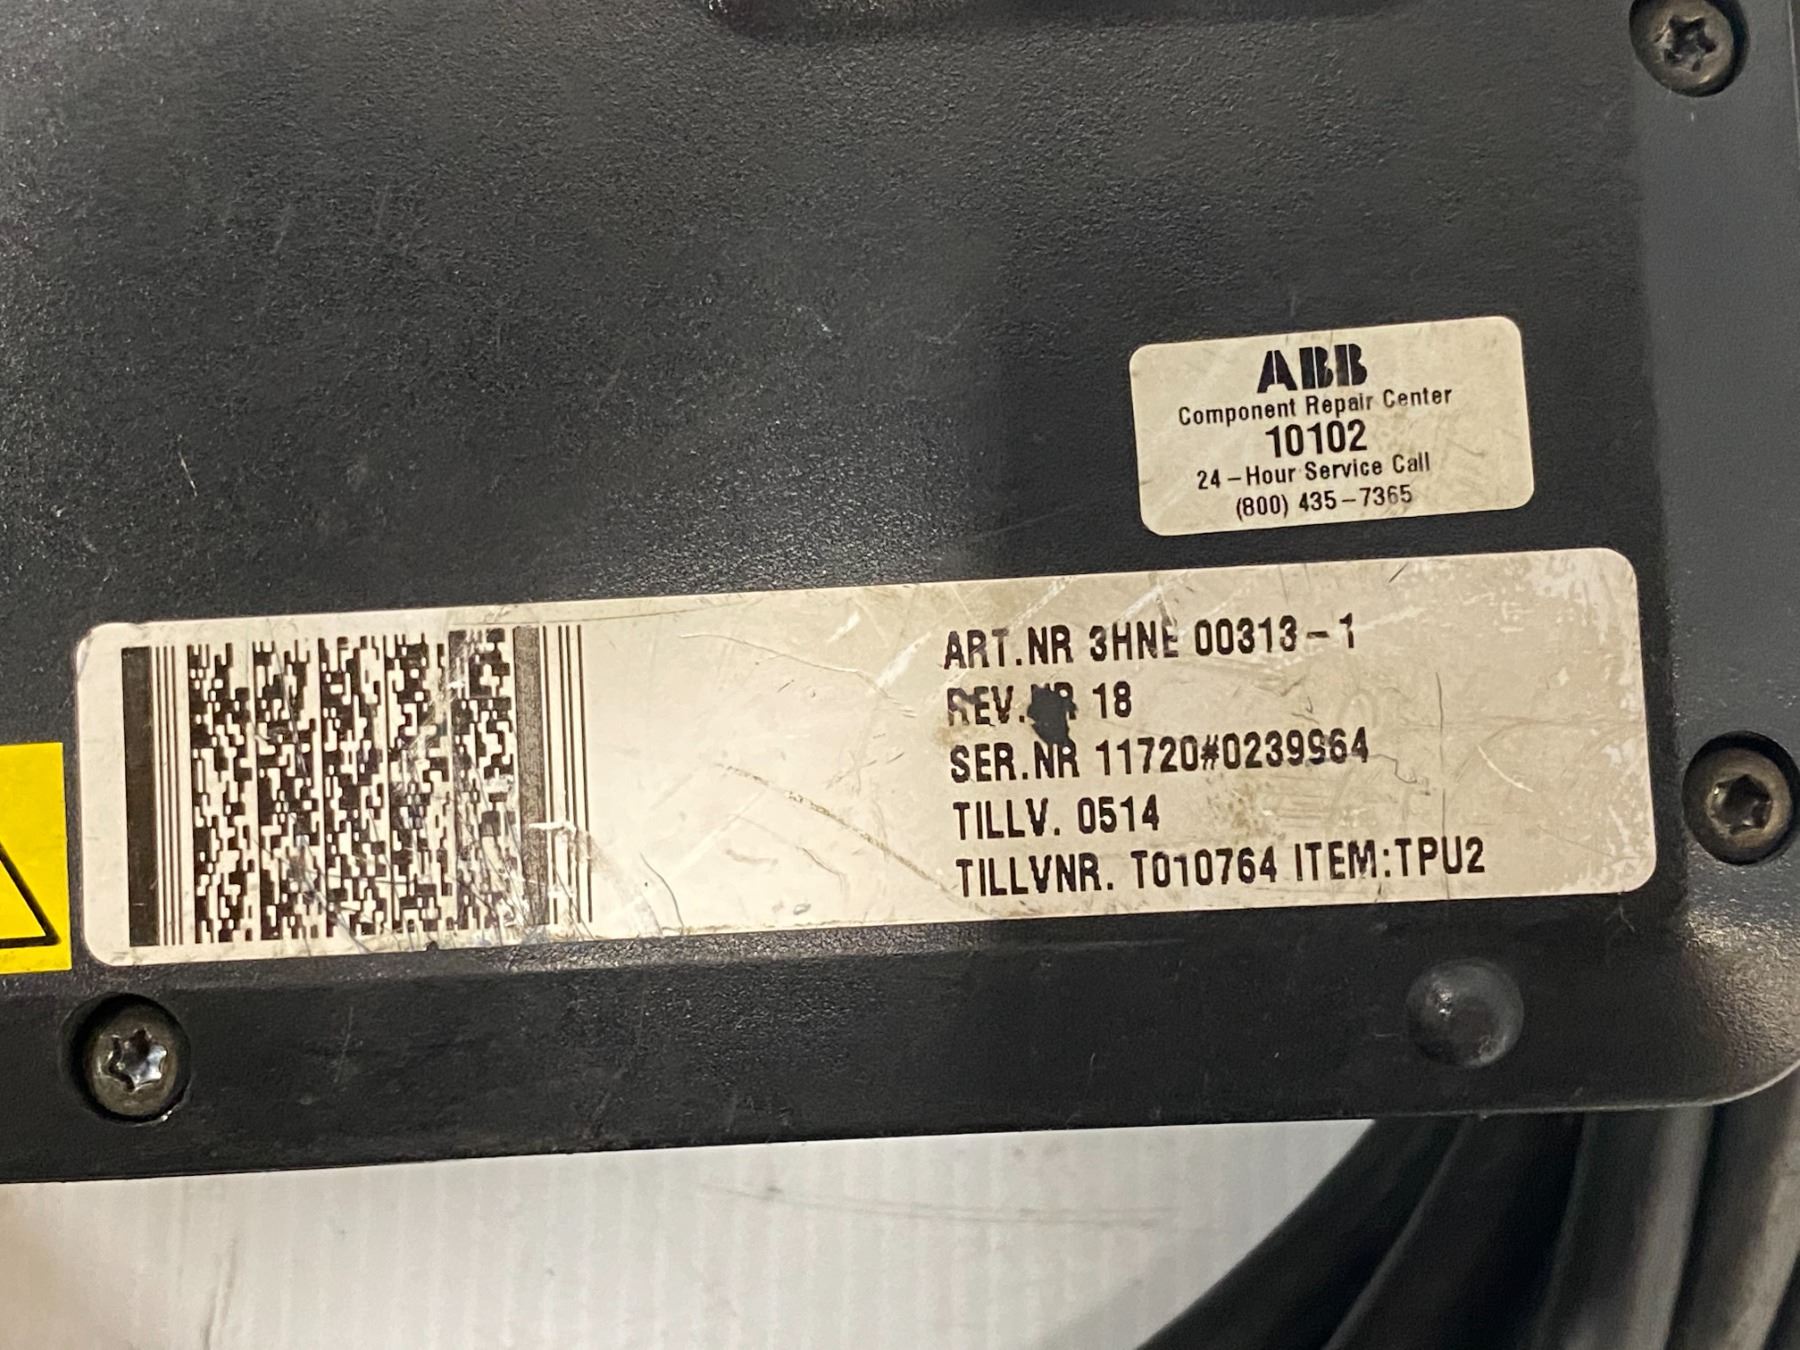 ABB
Component Repair Center
10102
24-Hour Service Call
(800) 435-7365
ART.NR 3HNE 00313-1
REV.NR 18
SER.NR 11720#0239964
TILLV. 0514
TILLVNR. T010764 ITEM:TPU2